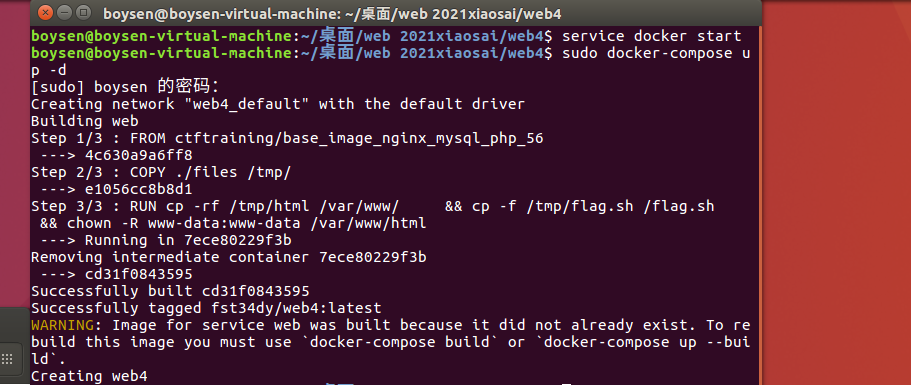 boysen@boysen-virtual-machine: ~/桌面/web 2021xiaosai/web4
boysen@boysen-virtual-machine:~/桌面/web 2021xiaosai/web4$ service docker start
boysen@boysen-virtual-machine:~/桌面/web 2021xiaosai/web4$ sudo docker-compose u
p -d
[sudo] boysen 的密码：
Creating network "web4_default" with the default driver
Building web
Step 1/3 : FROM ctftraining/base_image_nginx_mysql_php_56
 ---> 4c630a9a6ff8
Step 2/3 : COPY ./files /tmp/
 ---> e1056cc8b8d1
Step 3/3 : RUN cp -rf /tmp/html /var/www/     && cp -f /tmp/flag.sh /flag.sh
 && chown -R www-data:www-data /var/www/html
 ---> Running in 7ece80229f3b
Removing intermediate container 7ece80229f3b
 ---> cd31f0843595
Successfully built cd31f0843595
Successfully tagged fst34dy/web4:latest
WARNING: Image for service web was built because it did not already exist. To re
build this image you must use `docker-compose build` or `docker-compose up --bui
ld`.
Creating web4